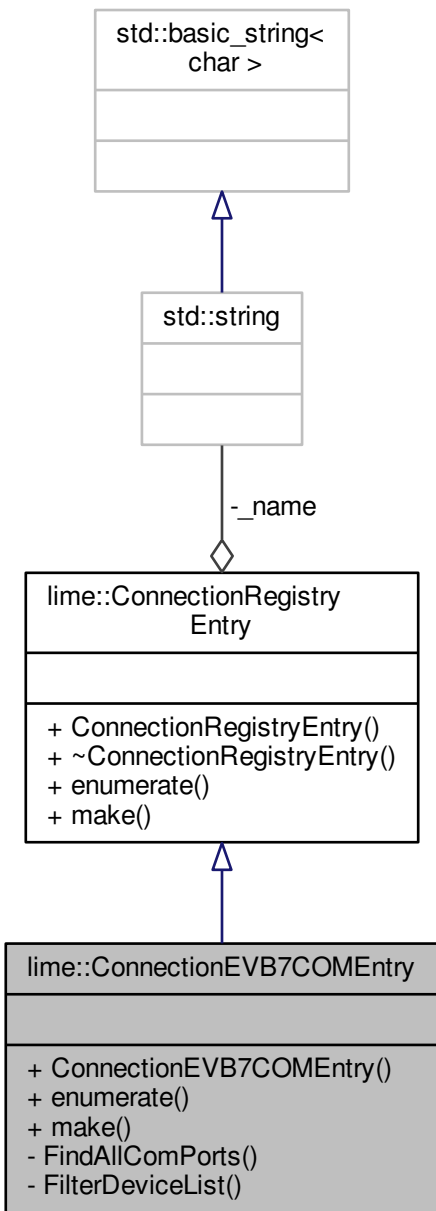 std::basic_string<
char >
std::string
-_name
lime::ConnectionRegistry
Entry
+ ConnectionRegistryEntry()
+ ~ConnectionRegistryEntry()
+ enumerate()
+ make()
lime::ConnectionEVB7COMEntry
+ ConnectionEVB7COMEntry()
+ enumerate()
+ make()
- FindAllComPorts()
- FilterDeviceList()